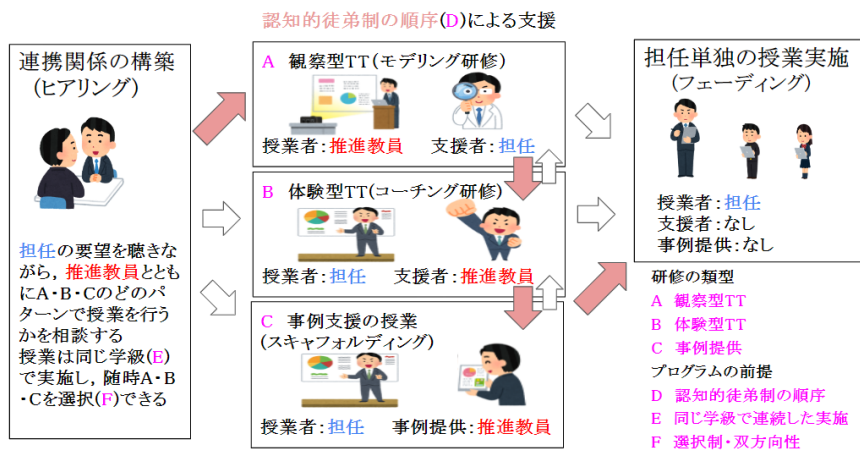 認知的徒弟制の順序(D)による支援
連携関係の構築
(ヒアリング)
担任の要望を聴きな
がら，推進教員ととも
にA・B・Cのどのパ
ターンで授業を行う
かを相談する
授業は同じ学級(E)
で実施し，随時A・B
・Cを選択(F)できる
A 観察型TT(モデリング研修)
授業者：推進教員 支援者：担任
B 体験型TT(コーチング研修)
授業者：担任 支援者：推進教員
C 事例支援の授業
(スキャフォルディング)
授業者：担任 事例提供：推進教員
担任単独の授業実施
(フェーディング)
授業者：担任
支援者：なし
事例提供：なし
研修の類型
A 観察型TT
B 体験型TT
C 事例提供
プログラムの前提
D 認知的徒弟制の順序
E 同じ学級で連続した実施
F 選択制・双方向性